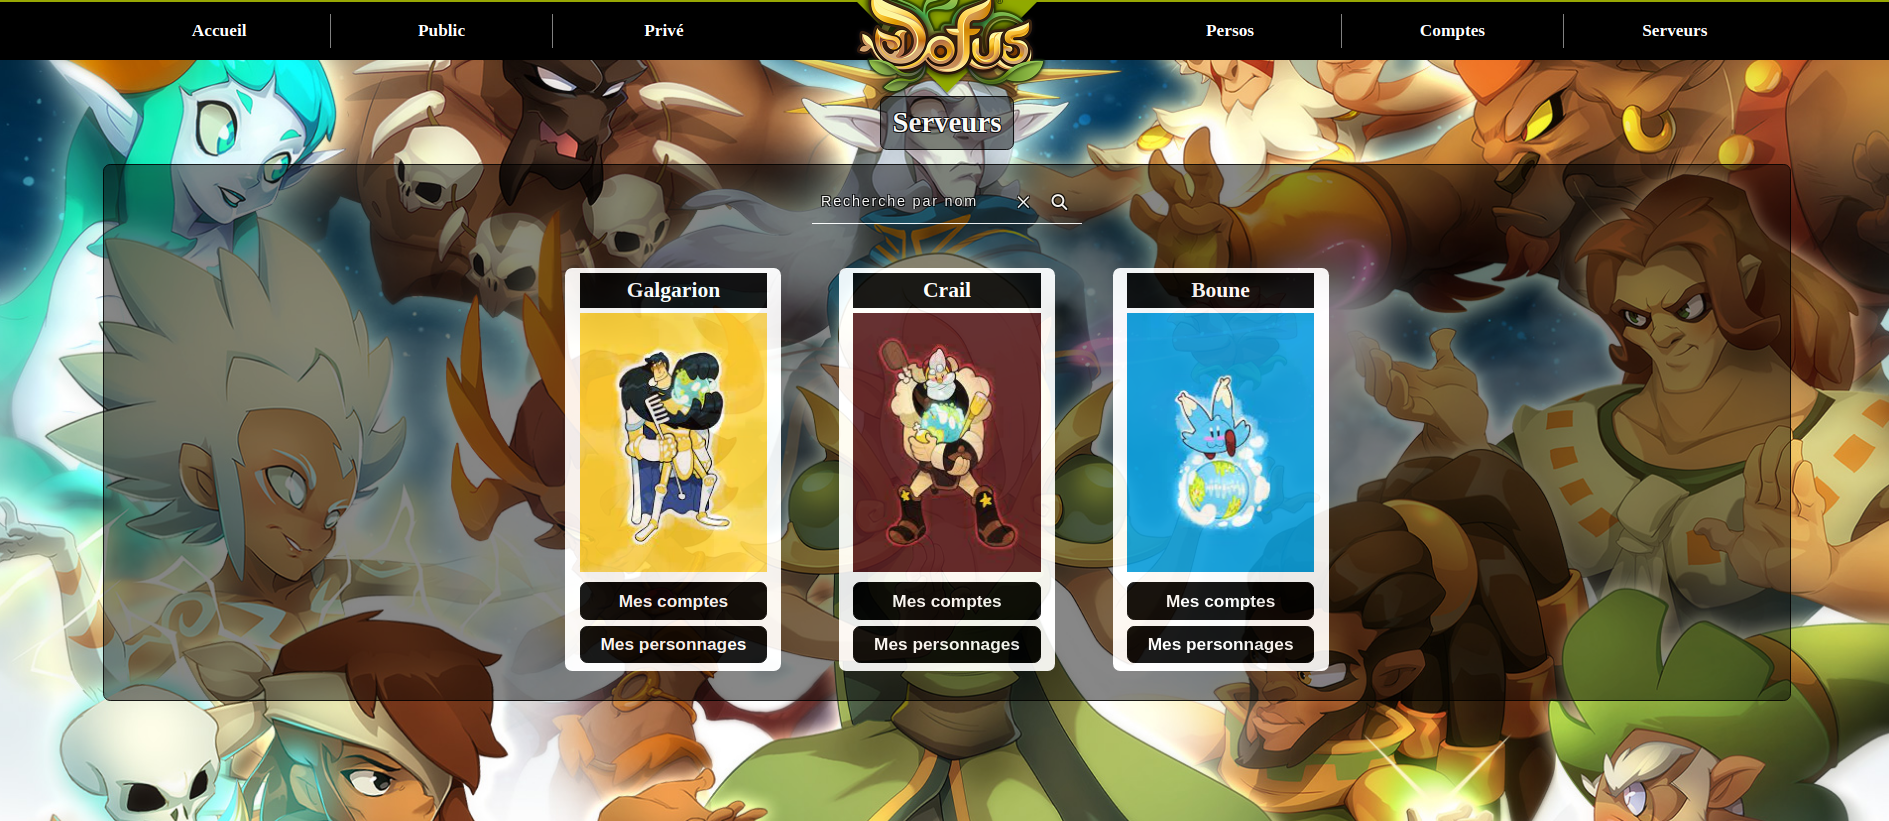 Accueil
Public
Privé
Dofus
Persos
Comptes
Serveurs
Serveurs
Recherche par nom
Galgarion
Crail
Boune
Mes comptes
Mes comptes
Mes comptes
Mes personnages
Mes personnages
Mes personnages